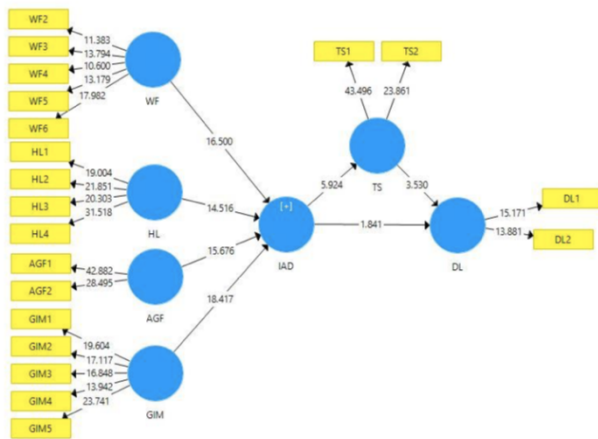 WF2
WF3
WF4
WF5
WF6
11.383
13.794
10.600
13.179
17.982
WF
HL1
HL2
HL3
HL4
19.004
21.851
20.303
31.518
HL
AGF1
AGF2
42.882
28.495
AGF
GIM1
GIM2
GIM3
GIM4
GIM5
19.604
17.117
16.848
13.942
23.741
GIM
16.500
14.516
15.676
18.417
[+]
IAD
TS1
TS2
43.496
23.861
TS
5.924
3.530
1.841
DL
15.171
13.881
DL1
DL2